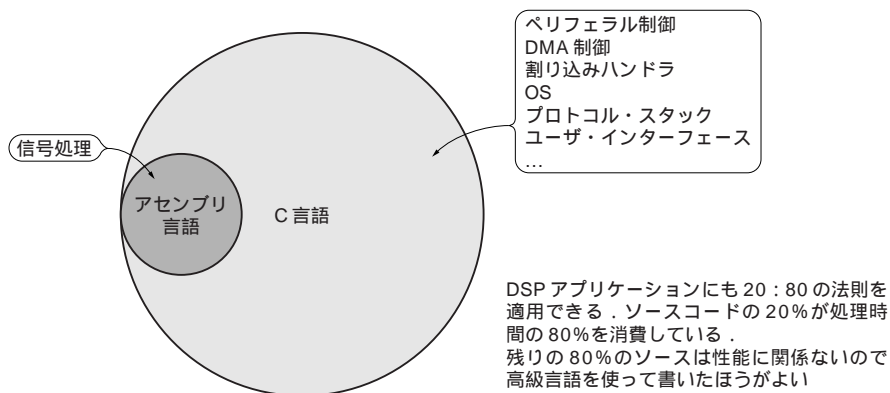 ペリフェラル制御
DMA 制御
割り込みハンドラ
OS
プロトコル・スタック
ユーザ・インターフェース
...
信号処理
アセンブリ
言語
C 言語
DSP アプリケーションにも 20:80 の法則を
適用できる.ソースコードの 20%が処理時
間の 80%を消費している.
残りの 80%のソースは性能に関係ないので
高級言語を使って書いたほうがよい